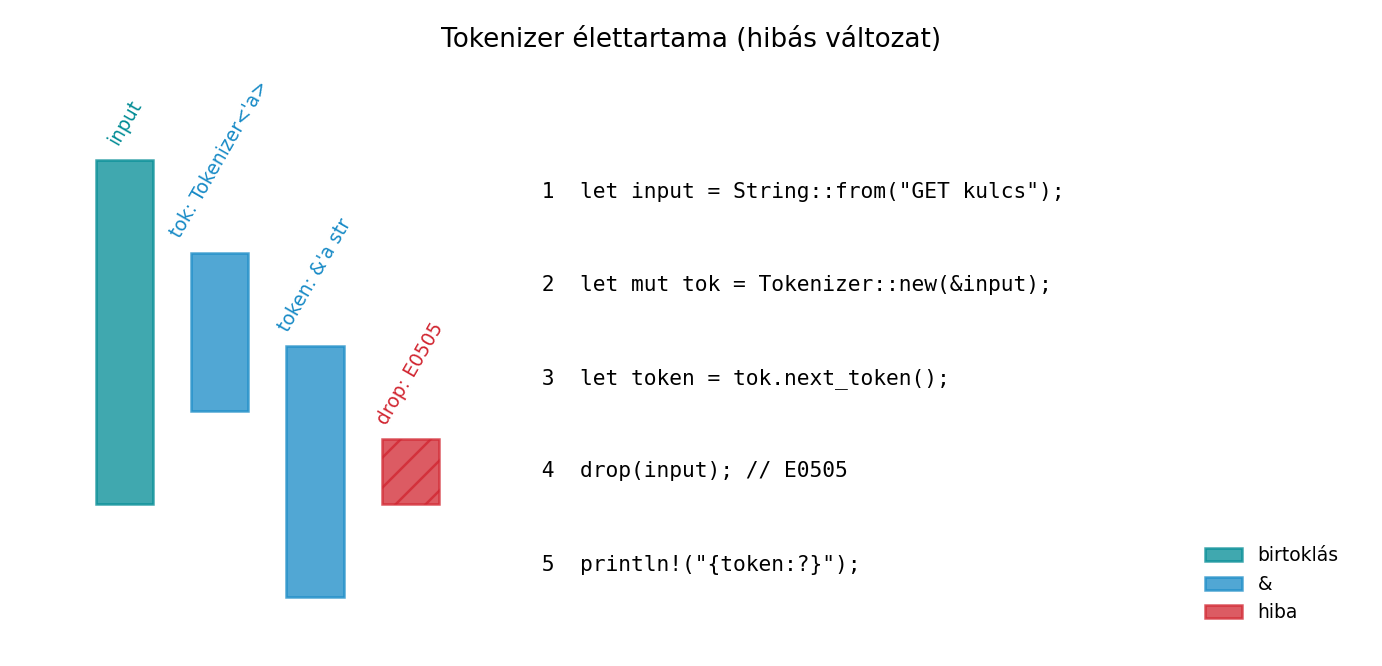 Tokenizer élettartama (hibás változat)
input
tok: Tokenizer<'a>
token: &'a str
drop: E0505
1 let input = String::from("GET kulcs");
2 let mut tok = Tokenizer::new(&input);
3 let token = tok.next_token();
4 drop(input); // E0505
5 println!("{token:?}");
birtoklás
&
hiba